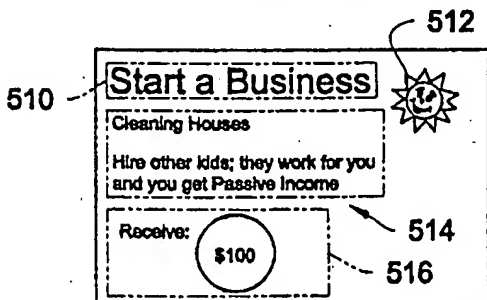 512
510
Start a Business
Cleaning Houses
Hire other kids; they work for you
and you get Passive Income
514
Receive:
$100
516